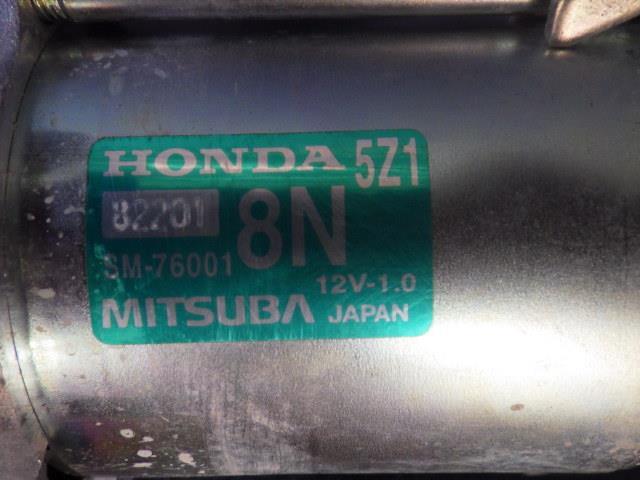 HONDA 5Z1
82201 8N
SM-76001
12V-1.0
MITSUBA JAPAN